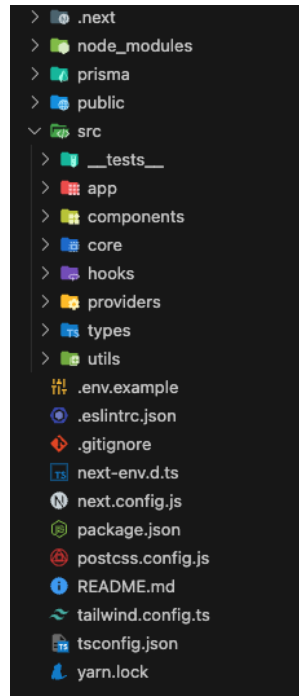 .next
node_modules
prisma
public
src
__tests__
app
components
core
hooks
providers
types
utils
.env.example
.eslintrc.json
.gitignore
next-env.d.ts
next.config.js
package.json
postcss.config.js
README.md
tailwind.config.ts
tsconfig.json
yarn.lock